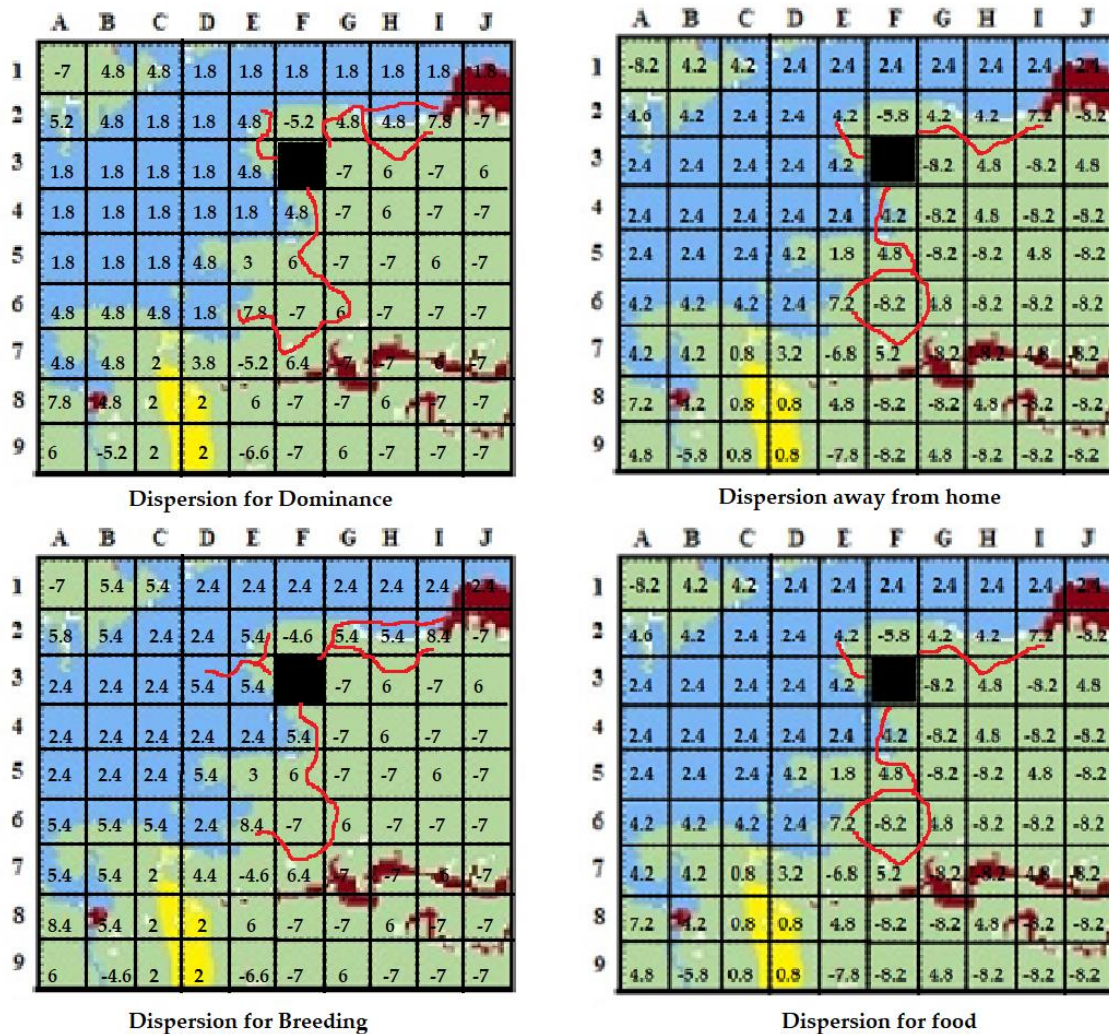 A B C D E F G H I J
1 -7 4.8 4.8 1.8 1.8 1.8 1.8 1.8 1.8 1.8
2 5.2 4.8 1.8 1.8 4.8 -5.2 4.8 4.8 7.8 -7
3 1.8 1.8 1.8 1.8 4.8 -7 6 -7 6
4 1.8 1.8 1.8 1.8 1.8 4.8 -7 6 -7 -7
5 1.8 1.8 1.8 4.8 3 6 -7 -7 6 -7
6 4.8 4.8 4.8 1.8 7.8 -7 6 -7 -7 -7
7 4.8 4.8 2 3.8 -5.2 6.4 -7 -7 6 -7
8 7.8 4.8 2 2 6 -7 -7 6 -7 -7
9 6 -5.2 2 2 -6.6 -7 6 -7 -7 -7
Dispersion for Dominance
A B C D E F G H I J
1 -8.2 4.2 4.2 2.4 2.4 2.4 2.4 2.4 2.4 2.4
2 4.6 4.2 2.4 2.4 4.2 -5.8 4.2 4.2 7.2 -8.2
3 2.4 2.4 2.4 2.4 4.2 -8.2 4.8 -8.2 4.8
4 2.4 2.4 2.4 2.4 2.4 4.2 -8.2 4.8 -8.2 -8.2
5 2.4 2.4 2.4 4.2 1.8 4.8 -8.2 -8.2 4.8 -8.2
6 4.2 4.2 4.2 2.4 7.2 -8.2 4.8 -8.2 -8.2 -8.2
7 4.2 4.2 0.8 3.2 -6.8 5.2 -8.2 -8.2 4.8 -8.2
8 7.2 4.2 0.8 0.8 4.8 -8.2 -8.2 4.8 -8.2 -8.2
9 4.8 -5.8 0.8 0.8 -7.8 -8.2 4.8 -8.2 -8.2 -8.2
Dispersion away from home
A B C D E F G H I J
1 -7 5.4 5.4 2.4 2.4 2.4 2.4 2.4 2.4 2.4
2 5.8 5.4 2.4 2.4 5.4 -4.6 5.4 5.4 8.4 -7
3 2.4 2.4 2.4 5.4 5.4 -7 6 -7 6
4 2.4 2.4 2.4 2.4 2.4 5.4 -7 6 -7 -7
5 2.4 2.4 2.4 5.4 3 6 -7 -7 6 -7
6 5.4 5.4 5.4 2.4 8.4 -7 6 -7 -7 -7
7 5.4 5.4 2 4.4 -4.6 6.4 -7 -7 6 -7
8 8.4 5.4 2 2 6 -7 -7 6 -7 -7
9 6 -4.6 2 2 -6.6 -7 6 -7 -7 -7
Dispersion for Breeding
A B C D E F G H I J
1 -8.2 4.2 4.2 2.4 2.4 2.4 2.4 2.4 2.4 2.4
2 4.6 4.2 2.4 2.4 4.2 -5.8 4.2 4.2 7.2 -8.2
3 2.4 2.4 2.4 2.4 4.2 -8.2 4.8 -8.2 4.8
4 2.4 2.4 2.4 2.4 2.4 4.2 -8.2 4.8 -8.2 -8.2
5 2.4 2.4 2.4 4.2 1.8 4.8 -8.2 -8.2 4.8 -8.2
6 4.2 4.2 4.2 2.4 7.2 -8.2 4.8 -8.2 -8.2 -8.2
7 4.2 4.2 0.8 3.2 -6.8 5.2 -8.2 -8.2 4.8 -8.2
8 7.2 4.2 0.8 0.8 4.8 -8.2 -8.2 4.8 -8.2 -8.2
9 4.8 -5.8 0.8 0.8 -7.8 -8.2 4.8 -8.2 -8.2 -8.2
Dispersion for food